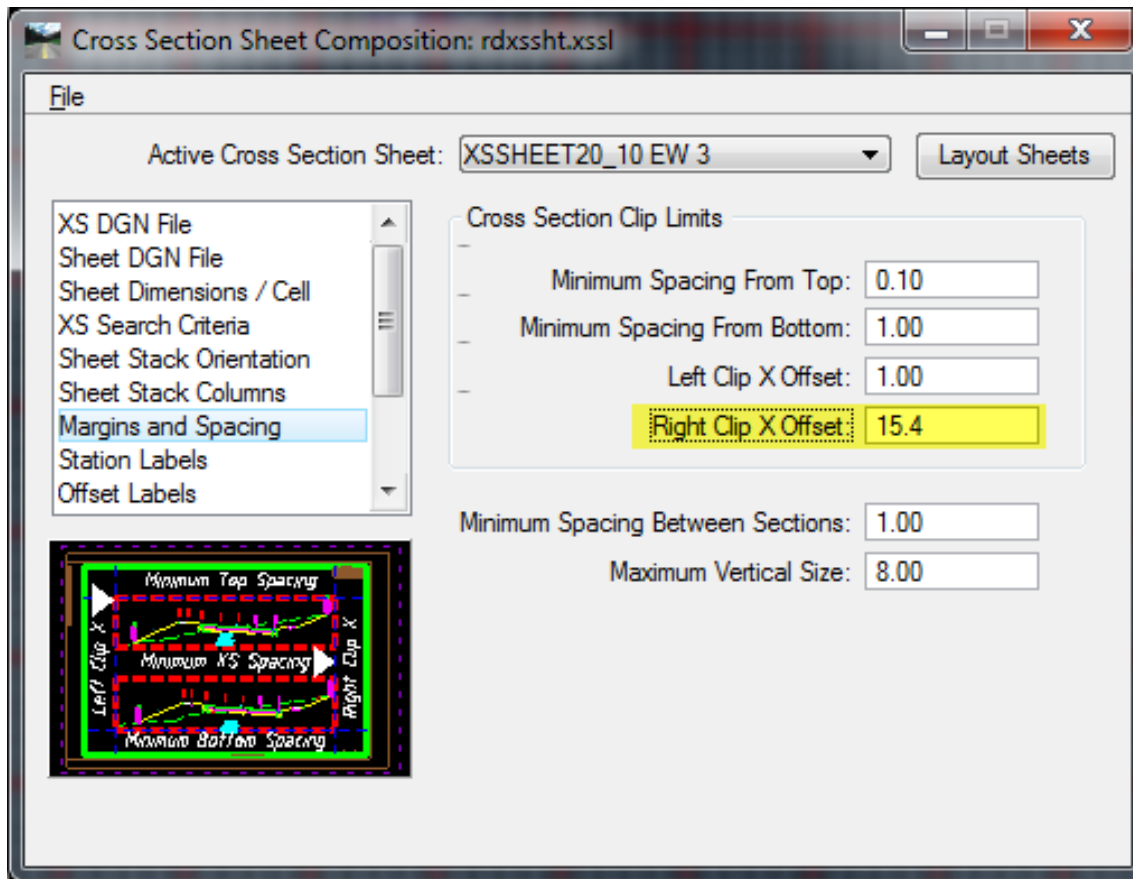 Cross Section Sheet Composition: rdxssht.xssl
File
Active Cross Section Sheet: XSSHEET20_10 EW 3 Layout Sheets
XS DGN File
Sheet DGN File
Sheet Dimensions / Cell
XS Search Criteria
Sheet Stack Orientation
Sheet Stack Columns
Margins and Spacing
Station Labels
Offset Labels
Cross Section Clip Limits
Minimum Spacing From Top: 0.10
Minimum Spacing From Bottom: 1.00
Left Clip X Offset: 1.00
Right Clip X Offset: 15.4
Minimum Spacing Between Sections: 1.00
Maximum Vertical Size: 8.00
Minimum Top Spacing
Left Clip X
Minimum XS Spacing
Right Clip X
Minimum Bottom Spacing